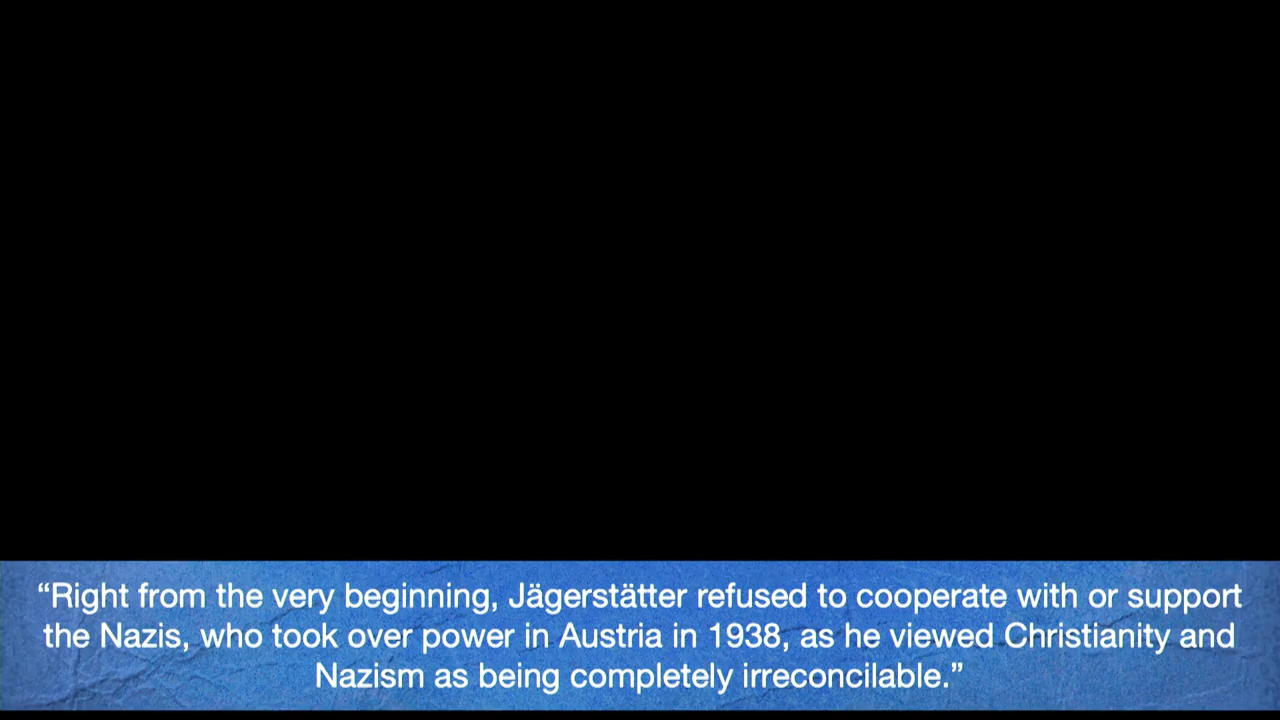 “Right from the very beginning, Jägerstätter refused to cooperate with or support
the Nazis, who took over power in Austria in 1938, as he viewed Christianity and
Nazism as being completely irreconcilable.”